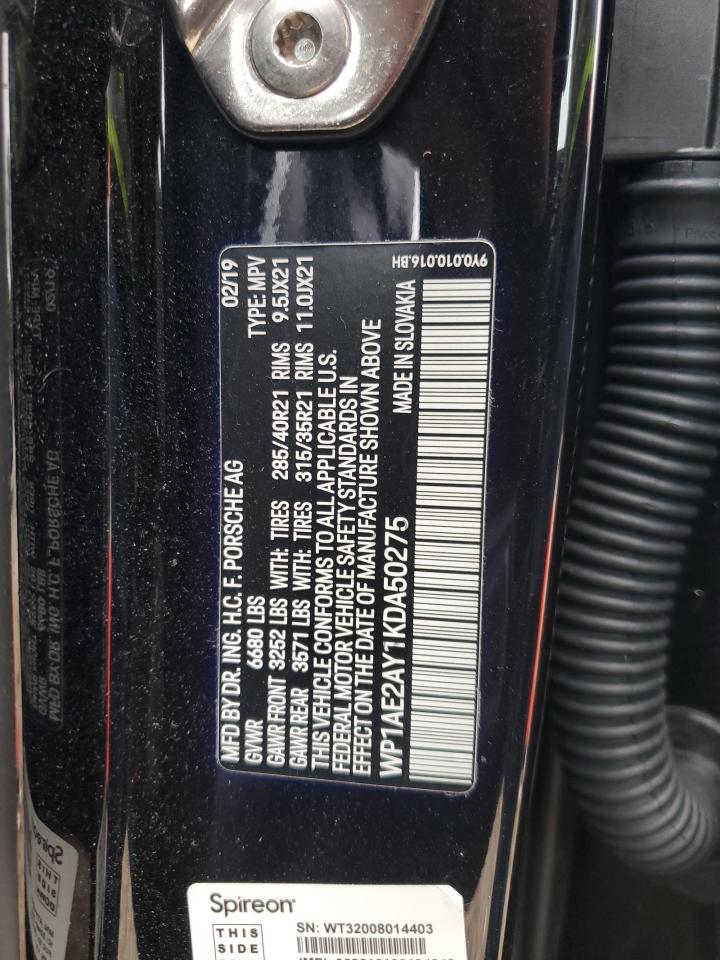 MFD BY DR. ING. H.C. F. PORSCHE AG 02/19
GVWR 6680 LBS TYPE: MPV
GAWR FRONT 3252 LBS WITH: TIRES 285/40R21 RIMS 9.5JX21
GAWR REAR 3571 LBS WITH: TIRES 315/35R21 RIMS 11.0JX21
THIS VEHICLE CONFORMS TO ALL APPLICABLE U.S.
FEDERAL MOTOR VEHICLE SAFETY STANDARDS IN
EFFECT ON THE DATE OF MANUFACTURE SHOWN ABOVE
WP1AE2AY1KDA50275 MADE IN SLOVAKIA
9Y0.010.016.BH
Spireon
SN: WT32008014403
THIS
SIDE